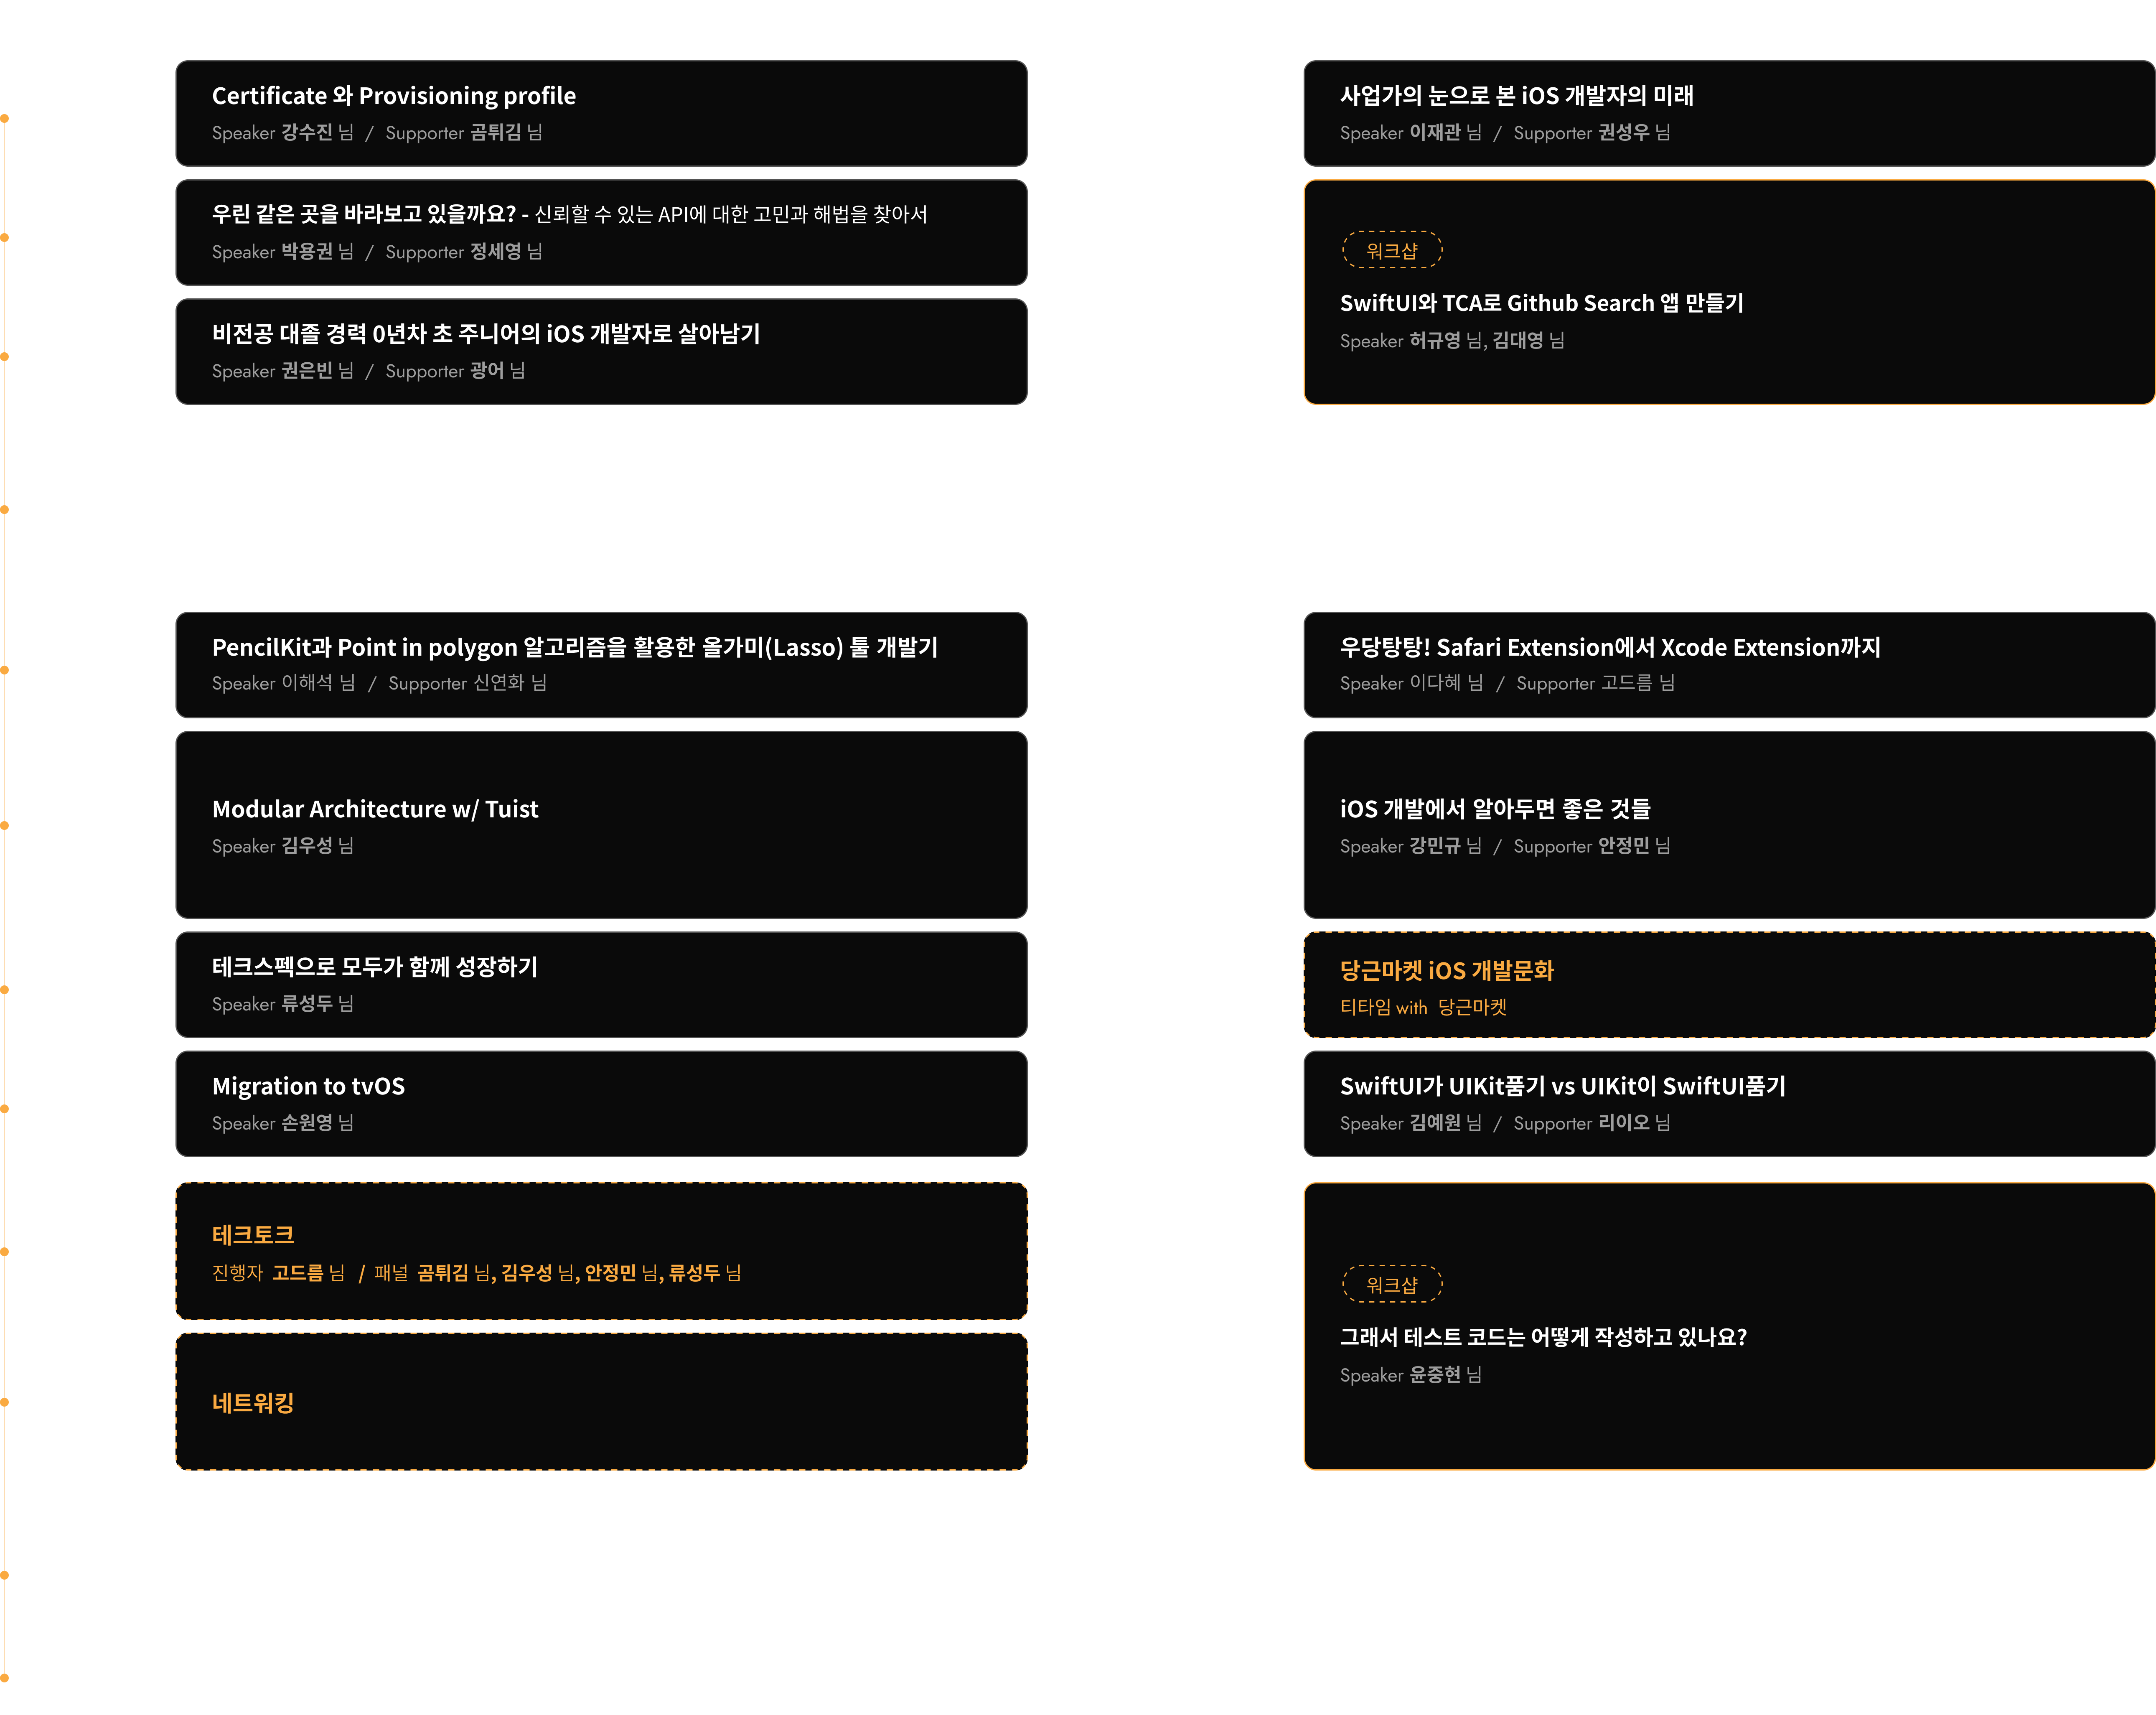 Certificate 와 Provisioning profile
Speaker 강수진 님 / Supporter 곰튀김 님
우린 같은 곳을 바라보고 있을까요? - 신뢰할 수 있는 API에 대한 고민과 해법을 찾아서
Speaker 박용권 님 / Supporter 정세영 님
비전공 대졸 경력 0년차 초 주니어의 iOS 개발자로 살아남기
Speaker 권은빈 님 / Supporter 광어 님
사업가의 눈으로 본 iOS 개발자의 미래
Speaker 이재관 님 / Supporter 권성우 님
워크샵
SwiftUI와 TCA로 Github Search 앱 만들기
Speaker 허규영 님, 김대영 님
PencilKit과 Point in polygon 알고리즘을 활용한 올가미(Lasso) 툴 개발기
Speaker 이해석 님 / Supporter 신연화 님
Modular Architecture w/ Tuist
Speaker 김우성 님
테크스펙으로 모두가 함께 성장하기
Speaker 류성두 님
Migration to tvOS
Speaker 손원영 님
테크토크
진행자 고드름 님 / 패널 곰튀김 님, 김우성 님, 안정민 님, 류성두 님
네트워킹
우당탕탕! Safari Extension에서 Xcode Extension까지
Speaker 이다혜 님 / Supporter 고드름 님
iOS 개발에서 알아두면 좋은 것들
Speaker 강민규 님 / Supporter 안정민 님
당근마켓 iOS 개발문화
티타임 with 당근마켓
SwiftUI가 UIKit품기 vs UIKit이 SwiftUI품기
Speaker 김예원 님 / Supporter 리이오 님
워크샵
그래서 테스트 코드는 어떻게 작성하고 있나요?
Speaker 윤중현 님